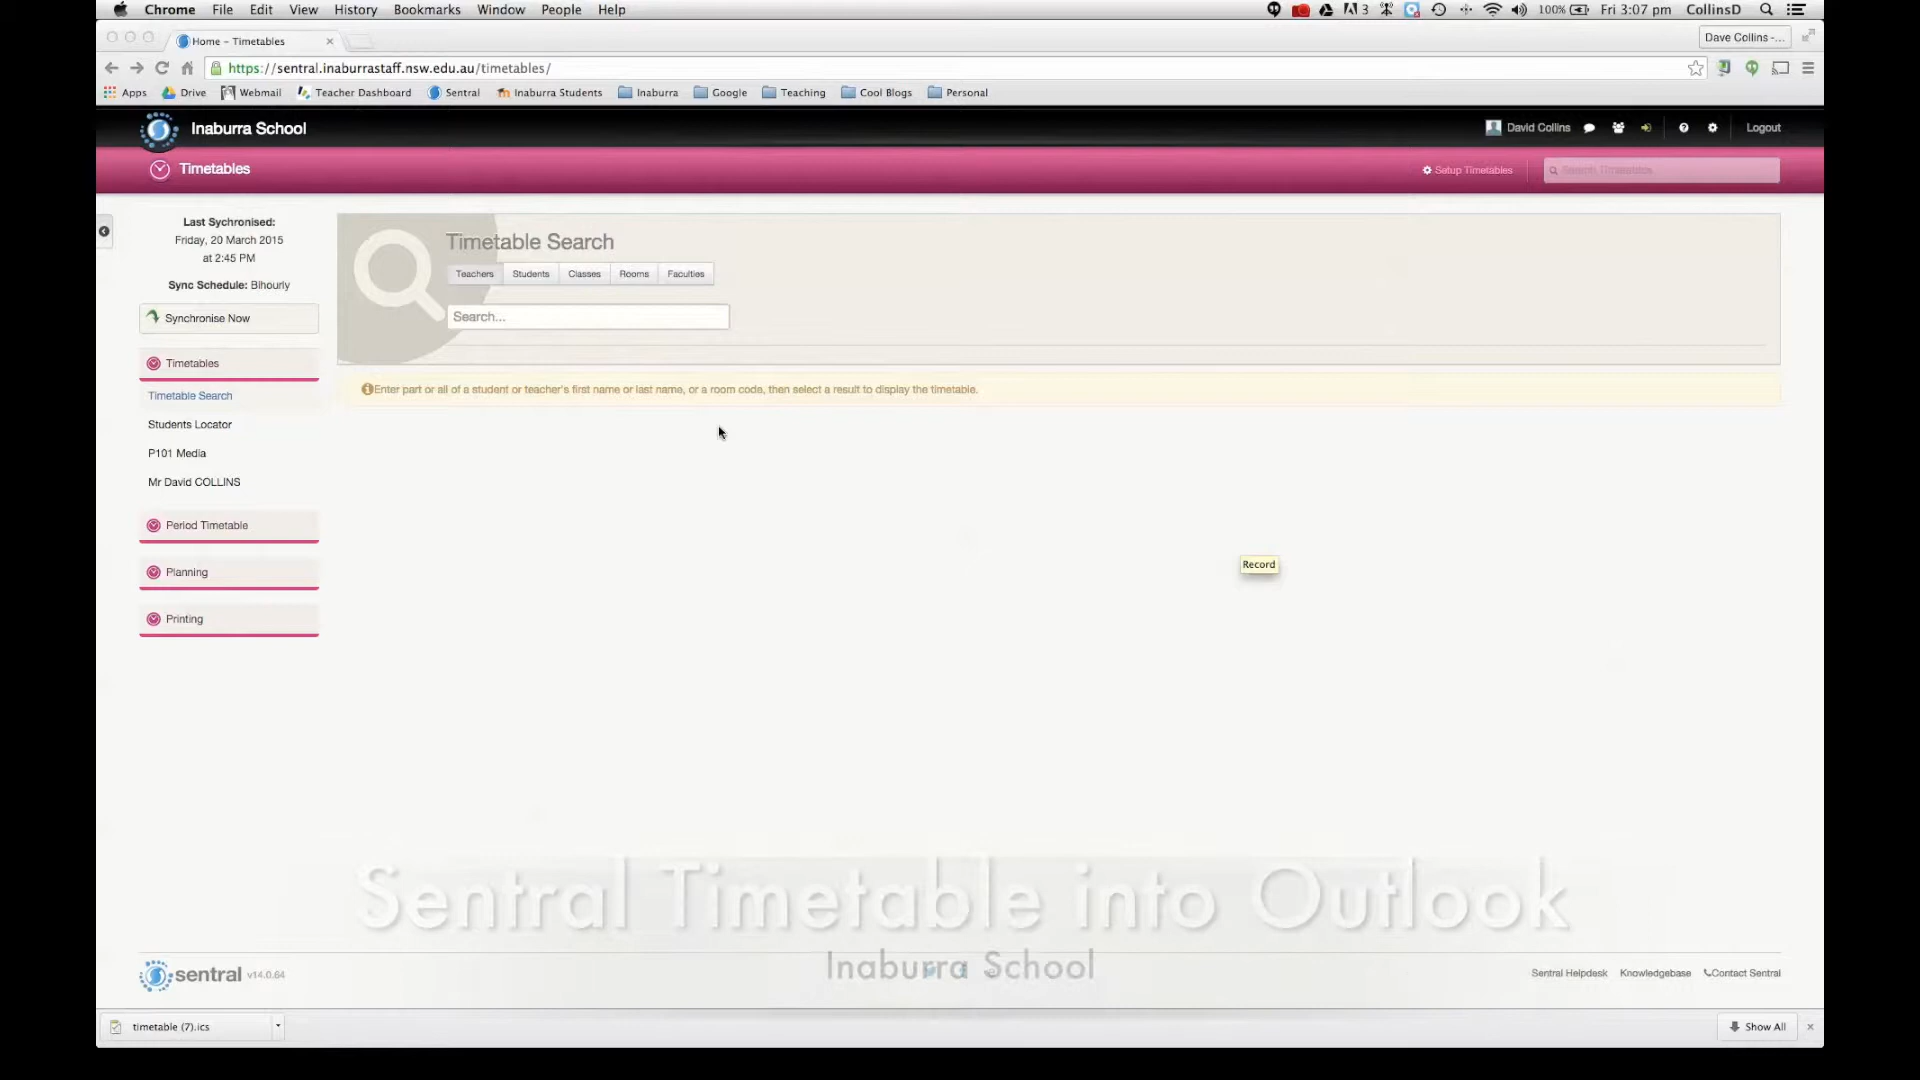 Chrome File Edit View History Bookmarks Window People Help
3 100% Fri 3:07 pm CollinsD
Home – Timetables
Dave Collins -...
https://sentral.inaburrastaff.nsw.edu.au/timetables/
Apps Drive Webmail Teacher Dashboard Sentral Inaburra Students Inaburra Google Teaching Cool Blogs Personal
Inaburra School
David Collins Logout
Timetables
Setup Timetables Search Timetables
Last Sychronised:
Friday, 20 March 2015
at 2:45 PM
Sync Schedule: Bihourly
Synchronise Now
Timetables
Timetable Search
Students Locator
P101 Media
Mr David COLLINS
Period Timetable
Planning
Printing
Timetable Search
Teachers Students Classes Rooms Faculties
Search...
Enter part or all of a student or teacher's first name or last name, or a room code, then select a result to display the timetable.
Record
Sentral Timetable into Outlook
Inaburra School
sentral v14.0.64
Sentral Helpdesk Knowledgebase Contact Sentral
timetable (7).ics
Show All